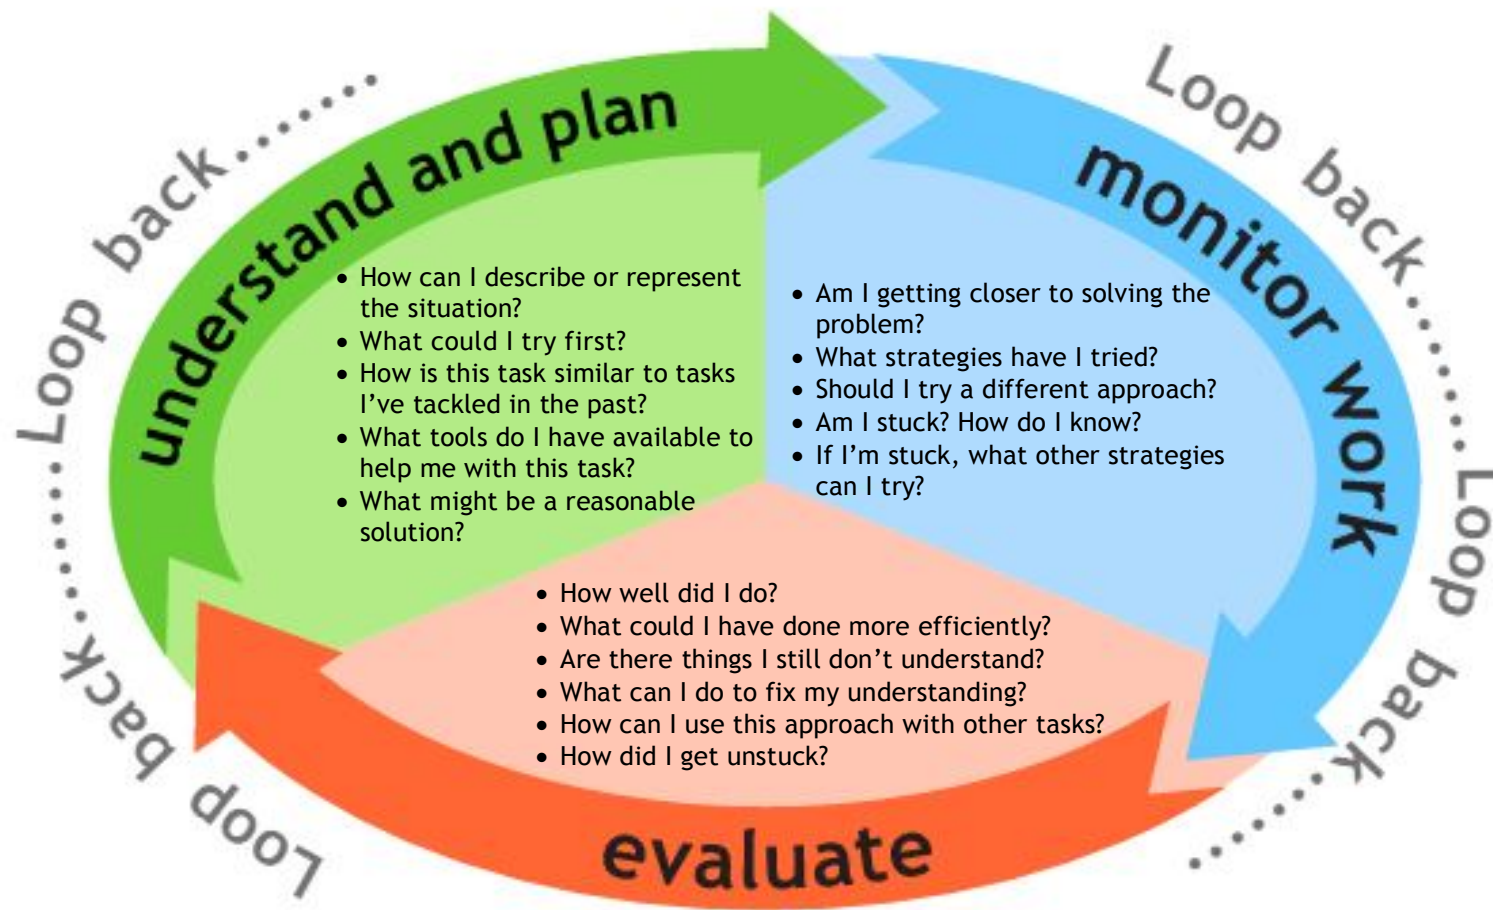 understand and plan
• How can I describe or represent
the situation?
• What could I try first?
• How is this task similar to tasks
I've tackled in the past?
• What tools do I have available to
help me with this task?
• What might be a reasonable
solution?
monitor work
• Am I getting closer to solving the
problem?
• What strategies have I tried?
• Should I try a different approach?
• Am I stuck? How do I know?
• If I'm stuck, what other strategies
can I try?
evaluate
• How well did I do?
• What could I have done more efficiently?
• Are there things I still don't understand?
• What can I do to fix my understanding?
• How can I use this approach with other tasks?
• How did I get unstuck?
Loop back.......
Loop back.......
Loop back.......
Loop back.......